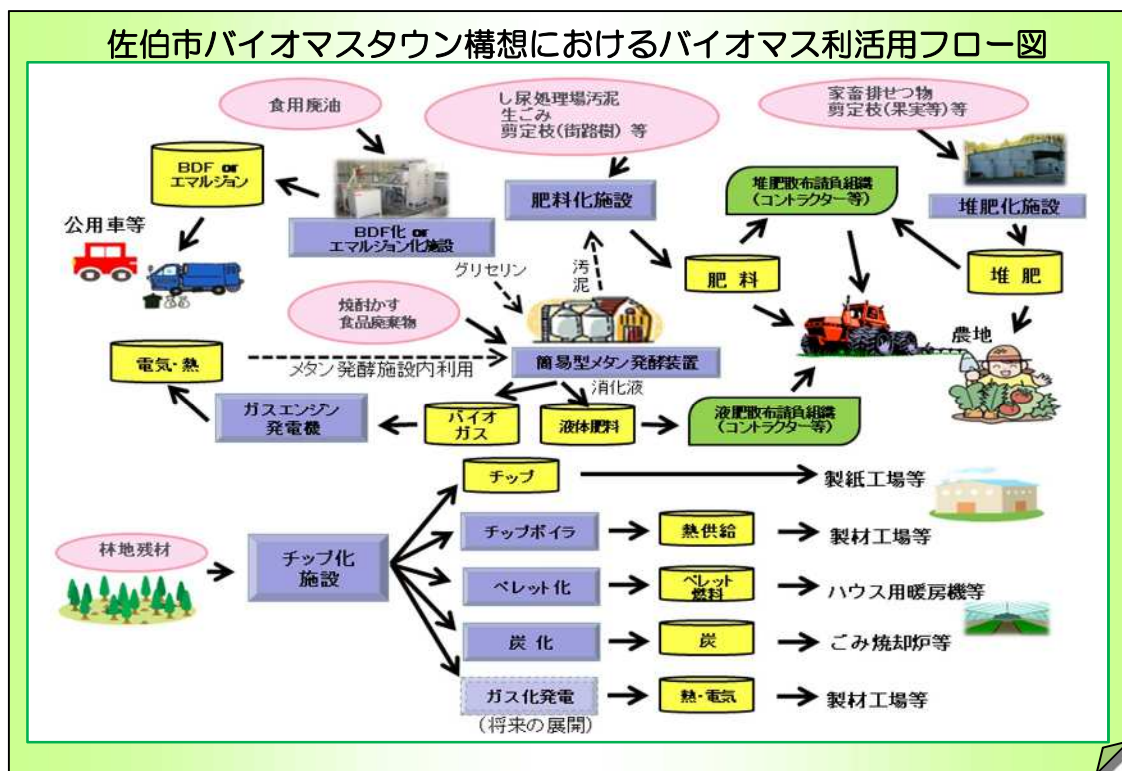 佐伯市バイオマスタウン構想におけるバイオマス利活用フロー図
食用廃油
し尿処理場汚泥
生ごみ
剪定枝(街路樹) 等
家畜排せつ物
剪定枝(果実等)等
BDF or
エマルジョン
公用車等
BDF化 or
エマルジョン化施設
肥料化施設
堆肥散布請負組織
(コントラクター等)
堆肥化施設
グリセリン
汚
泥
肥 料
堆 肥
焼酎かす
食品廃棄物
農地
電気・熱
メタン発酵施設内利用
簡易型メタン発酵装置
消化液
ガスエンジン
発電機
バイオ
ガス
液体肥料
液肥散布請負組織
(コントラクター等)
チップ
製紙工場等
林地残材
チップ化
施設
チップボイラ
熱供給
製材工場等
ペレット化
ペレット
燃料
ハウス用暖房機等
炭 化
炭
ごみ焼却炉等
ガス化発電
(将来の展開)
熱・電気
製材工場等